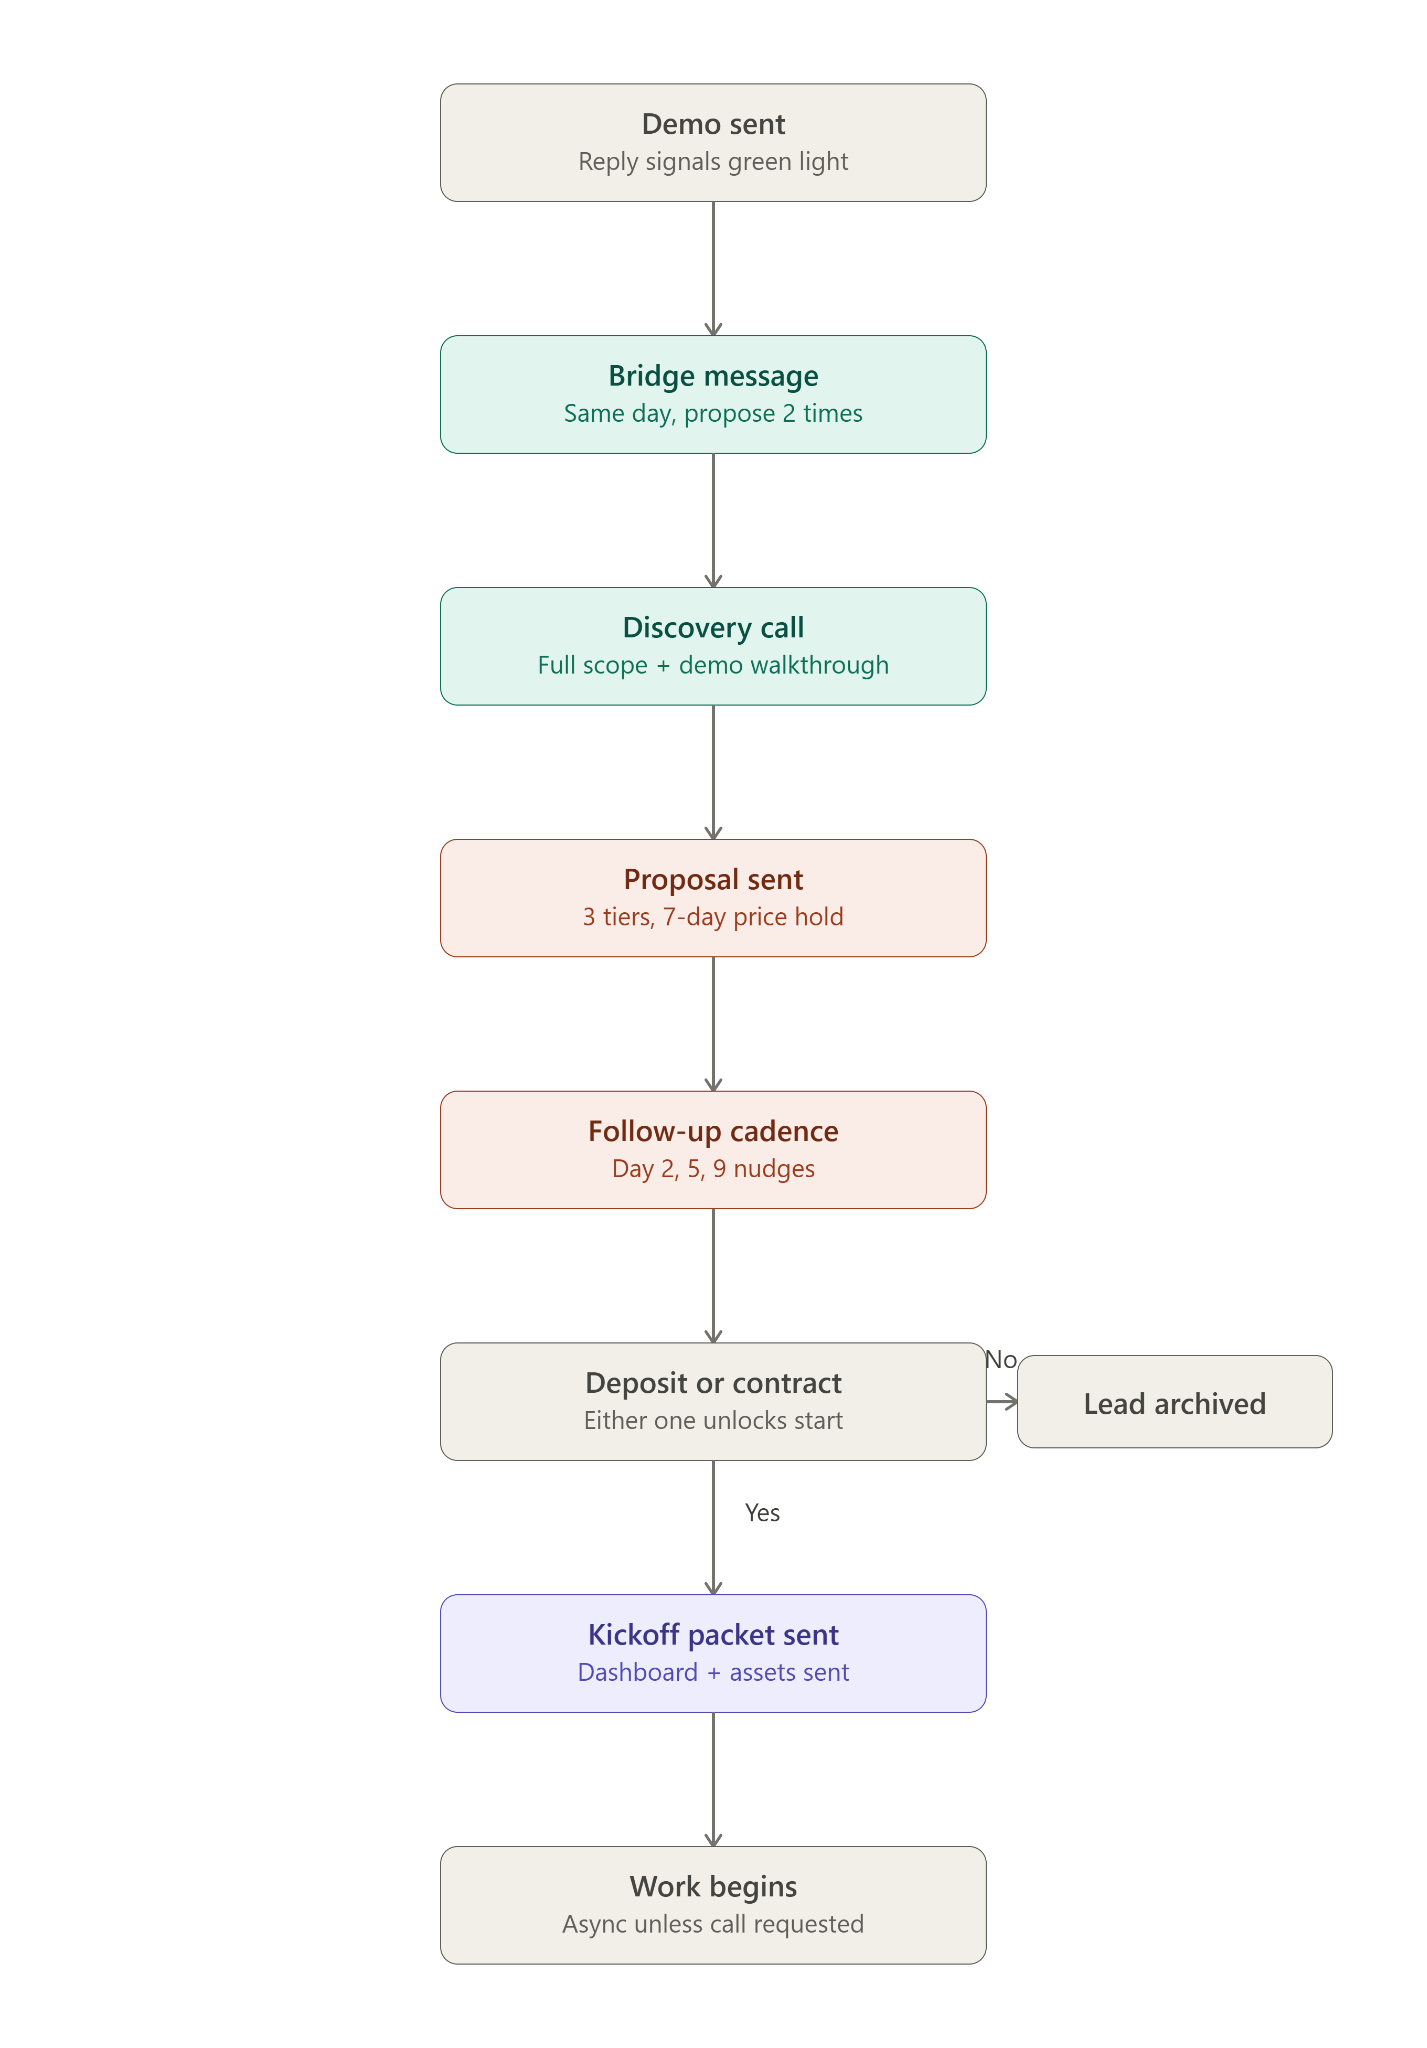 Demo sent
Reply signals green light
Bridge message
Same day, propose 2 times
Discovery call
Full scope + demo walkthrough
Proposal sent
3 tiers, 7-day price hold
Follow-up cadence
Day 2, 5, 9 nudges
Deposit or contract
Either one unlocks start
No
Lead archived
Yes
Kickoff packet sent
Dashboard + assets sent
Work begins
Async unless call requested